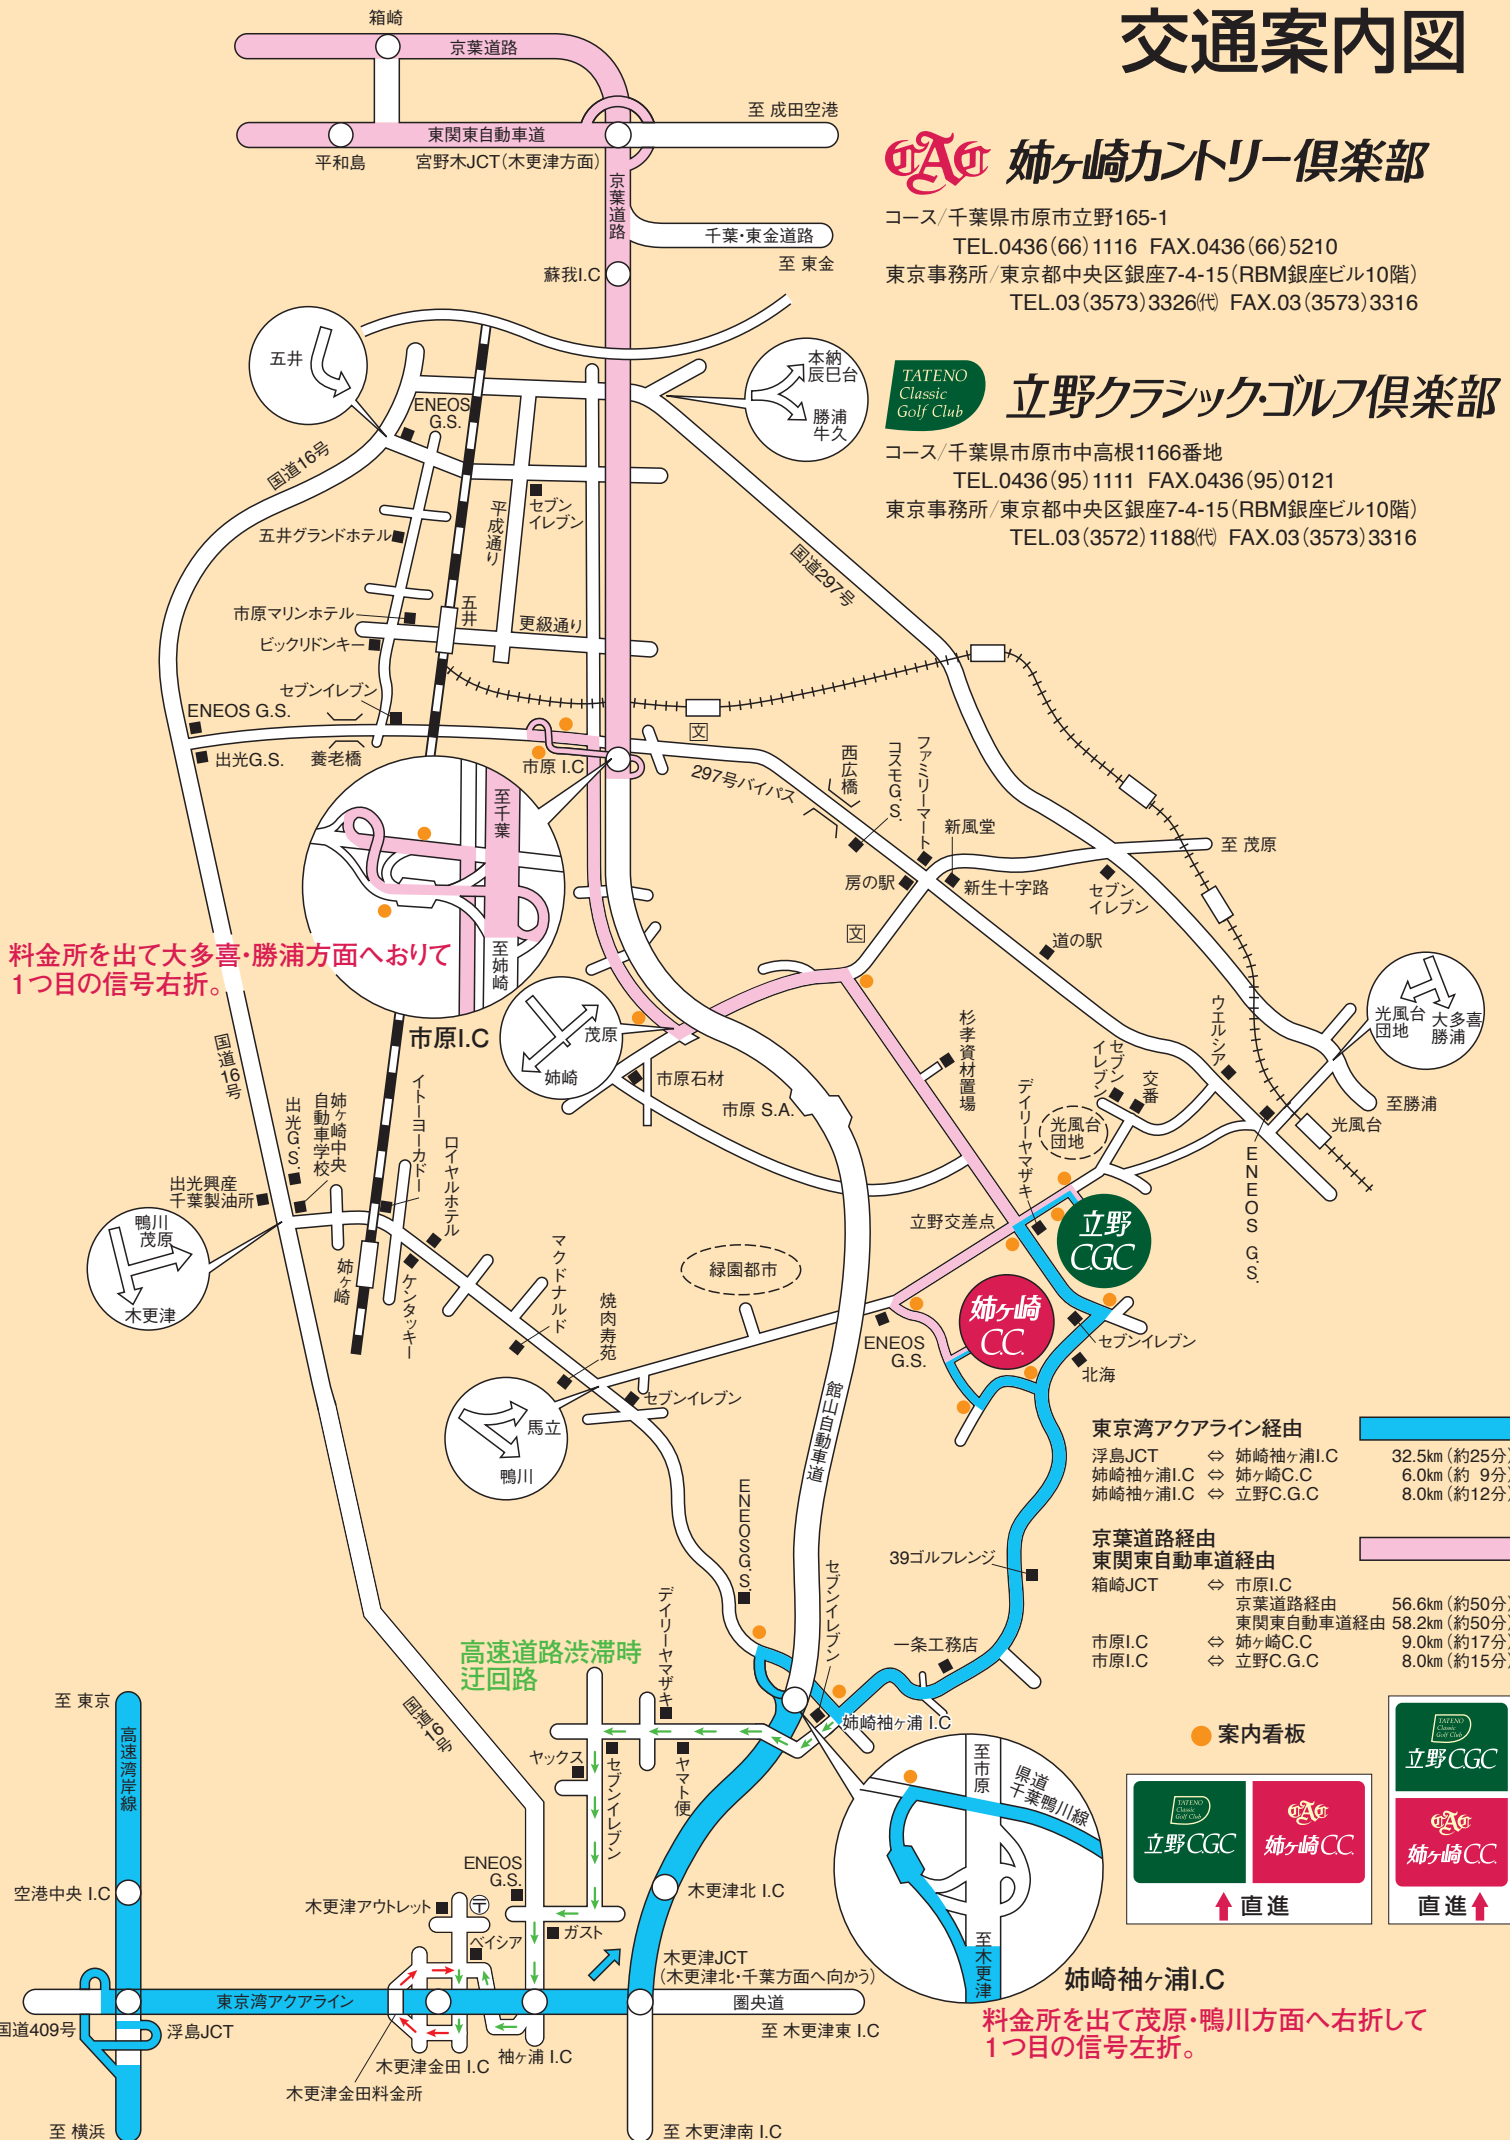 交通案内図
箱崎
京葉道路
至 成田空港
東関東自動車道
平和島
宮野木JCT(木更津方面)
京葉道路
千葉・東金道路
至 東金
蘇我I.C
CAC 姉ヶ崎カントリー倶楽部
コース/千葉県市原市立野165-1
TEL.0436(66)1116 FAX.0436(66)5210
東京事務所/東京都中央区銀座7-4-15(RBM銀座ビル10階)
TEL.03(3573)3326㈹ FAX.03(3573)3316
TATENO
Classic
Golf Club
立野クラシック・ゴルフ倶楽部
コース/千葉県市原市中高根1166番地
TEL.0436(95)1111 FAX.0436(95)0121
東京事務所/東京都中央区銀座7-4-15(RBM銀座ビル10階)
TEL.03(3572)1188㈹ FAX.03(3573)3316
五井
本納
辰巳台
勝浦
牛久
ENEOS
G.S.
国道16号
セブン
イレブン
平成通り
五井グランドホテル
国道297号
市原マリンホテル
五井
更級通り
ビックリドンキー
セブンイレブン
ENEOS G.S.
出光G.S.
養老橋
市原 I.C
文
297号バイパス
西広橋
コスモG.S.
ファミリーマート
新風堂
至 茂原
房の駅
新生十字路
セブン
イレブン
文
道の駅
至千葉
至姉崎
市原I.C
料金所を出て大多喜・勝浦方面へおりて
1つ目の信号右折。
茂原
姉崎
市原石材
市原 S.A.
杉孝資材置場
ウエルシア
光風台
団地
大多喜
勝浦
セブン
イレブン
交番
デイリーヤマザキ
光風台
団地
至勝浦
光風台
ENEOS G.S.
国道16号
出光G.S.
姉ヶ崎中央
自動車学校
イトーヨーカドー
ロイヤルホテル
出光興産
千葉製油所
鴨川
茂原
木更津
姉ヶ崎
ケンタッキー
マクドナルド
焼肉寿苑
緑園都市
立野交差点
立野
C.G.C
姉ヶ崎
C.C.
ENEOS
G.S.
セブンイレブン
北海
セブンイレブン
馬立
鴨川
館山自動車道
東京湾アクアライン経由
浮島JCT ⇔ 姉崎袖ヶ浦I.C 32.5㎞(約25分)
姉崎袖ヶ浦I.C ⇔ 姉ヶ崎C.C 6.0㎞(約 9分)
姉崎袖ヶ浦I.C ⇔ 立野C.G.C 8.0㎞(約12分)
京葉道路経由
東関東自動車道経由
箱崎JCT ⇔ 市原I.C
京葉道路経由 56.6㎞(約50分)
東関東自動車道経由 58.2㎞(約50分)
市原I.C ⇔ 姉ヶ崎C.C 9.0㎞(約17分)
市原I.C ⇔ 立野C.G.C 8.0㎞(約15分)
ENEOSG.S.
39ゴルフレンジ
セブンイレブン
デイリーヤマザキ
一条工務店
高速道路渋滞時
迂回路
国道16号
姉崎袖ヶ浦 I.C
ヤックス
セブンイレブン
ヤマト便
至 東京
高速湾岸線
空港中央 I.C
ENEOS
G.S.
木更津アウトレット
〒
ベイシア
ガスト
木更津北 I.C
木更津JCT
(木更津北・千葉方面へ向かう)
東京湾アクアライン
圏央道
国道409号
浮島JCT
木更津金田 I.C
袖ヶ浦 I.C
至 木更津東 I.C
木更津金田料金所
至 横浜
至 木更津南 I.C
至市原
県道
千葉鴨川線
至木更津
姉崎袖ヶ浦I.C
料金所を出て茂原・鴨川方面へ右折して
1つ目の信号左折。
案内看板
TATENO
Classic
Golf Club
立野C.G.C
CAC
姉ヶ崎C.C.
直進
TATENO
Classic
Golf Club
立野C.G.C
CAC
姉ヶ崎C.C.
直進